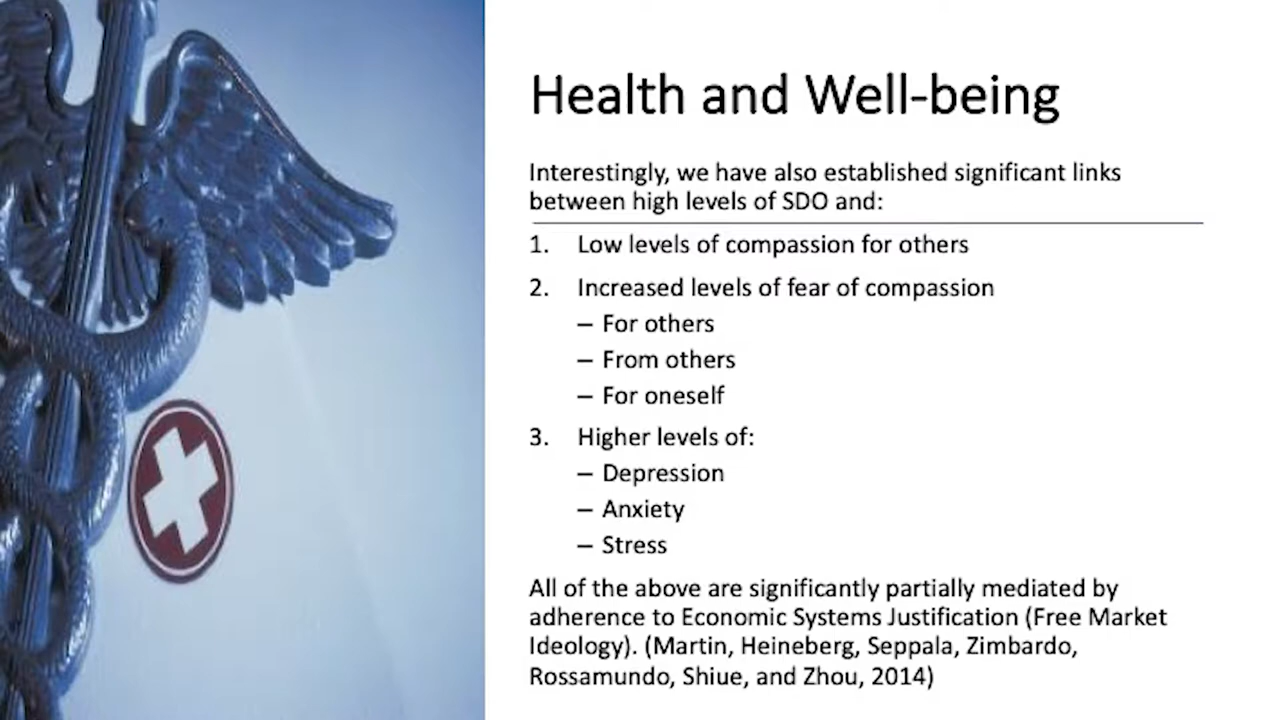 Health and Well-being
Interestingly, we have also established significant links
between high levels of SDO and:
1. Low levels of compassion for others
2. Increased levels of fear of compassion
– For others
– From others
– For oneself
3. Higher levels of:
– Depression
– Anxiety
– Stress
All of the above are significantly partially mediated by
adherence to Economic Systems Justification (Free Market
Ideology). (Martin, Heineberg, Seppala, Zimbardo,
Rossamundo, Shiue, and Zhou, 2014)